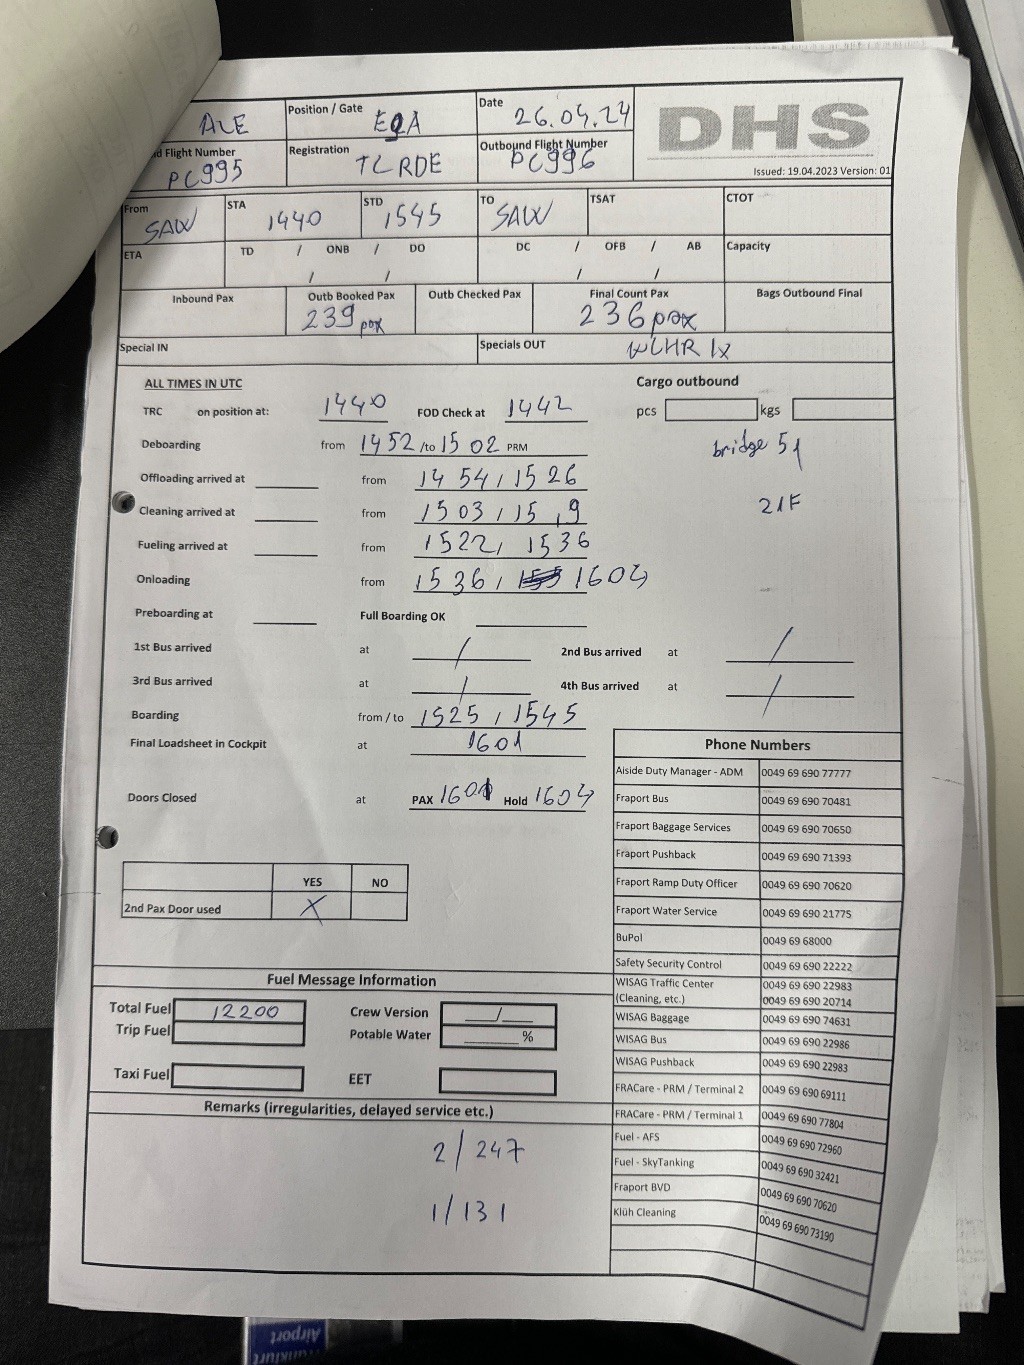 ALE
Position / Gate
E2A
Date
26.04.24
DHS
d Flight Number
PC995
Registration
TC RDE
Outbound Flight Number
PC996
Issued: 19.04.2023 Version: 01
From
SAW
STA
1440
STD
1545
TO
SAW
TSAT
CTOT
ETA
TD / ONB / DO
/ /
DC / OFB / AB
/ /
Capacity
Inbound Pax
Outb Booked Pax
239 pax
Outb Checked Pax
Final Count Pax
236 pax
Bags Outbound Final
Special IN
Specials OUT
WCHR 1x
ALL TIMES IN UTC
Cargo outbound
TRC on position at: 1440 FOD Check at 1442
pcs kgs
Deboarding from 1452 /to 1502 PRM
bridge 51
Offloading arrived at from 1454 / 1526
21F
Cleaning arrived at from 1503 /
Fueling arrived at from 1522 / 1536
Onloading from 1536 / 1604
Preboarding at Full Boarding OK
1st Bus arrived at / 2nd Bus arrived at /
3rd Bus arrived at / 4th Bus arrived at /
Boarding from / to 1525 / 1545
Final Loadsheet in Cockpit at 1601
Doors Closed at PAX 1601 Hold 1604
YES NO
2nd Pax Door used X
Phone Numbers
Aiside Duty Manager - ADM 0049 69 690 77777
Fraport Bus 0049 69 690 70481
Fraport Baggage Services 0049 69 690 70650
Fraport Pushback 0049 69 690 71393
Fraport Ramp Duty Officer 0049 69 690 70620
Fraport Water Service 0049 69 690 21775
BuPol 0049 69 68000
Safety Security Control 0049 69 690 22222
WISAG Traffic Center 0049 69 690 22983
(Cleaning, etc.) 0049 69 690 20714
WISAG Baggage 0049 69 690 74631
WISAG Bus 0049 69 690 22986
WISAG Pushback 0049 69 690 22983
FRACare - PRM / Terminal 2 0049 69 690 69111
FRACare - PRM / Terminal 1 0049 69 690 77804
Fuel - AFS 0049 69 690 72960
Fuel - SkyTanking 0049 69 690 32421
Fraport BVD 0049 69 690 70620
Klüh Cleaning 0049 69 690 73190
Fuel Message Information
Total Fuel 12200 Crew Version /
Trip Fuel Potable Water %
Taxi Fuel EET
Remarks (irregularities, delayed service etc.)
2 / 247
1 / 131
Airport